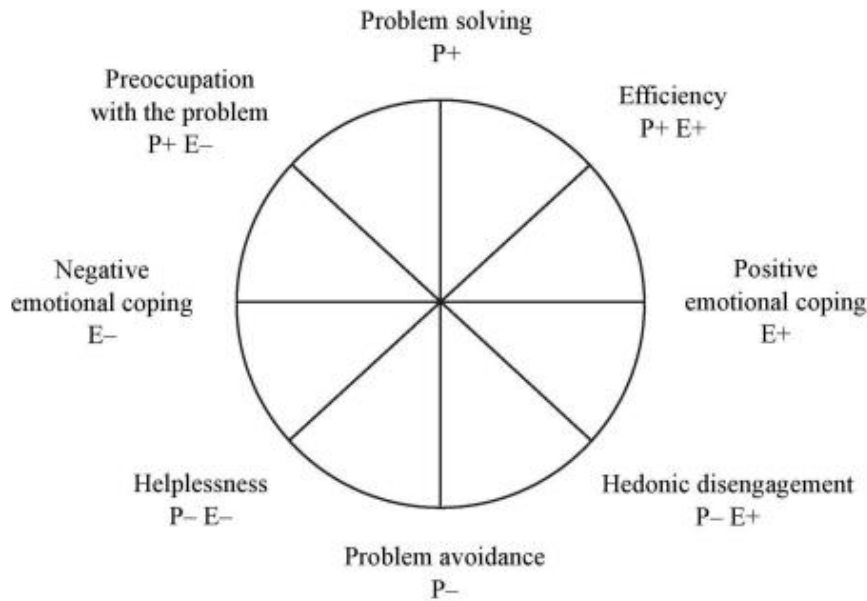 Problem solving
P+
Preoccupation
with the problem
P+ E–
Efficiency
P+ E+
Negative
emotional coping
E–
Positive
emotional coping
E+
Helplessness
P– E–
Hedonic disengagement
P– E+
Problem avoidance
P–